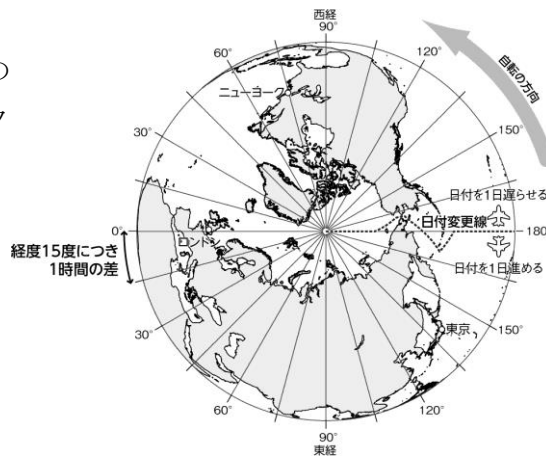 の
ク
西経
90°
60°
120°
自転の方向
ニューヨーク
30°
150°
日付を1日遅らせる
0°
ロンドン
日付変更線
180°
経度15度につき
1時間の差
日付を1日進める
30°
東京
150°
60°
120°
90°
東経